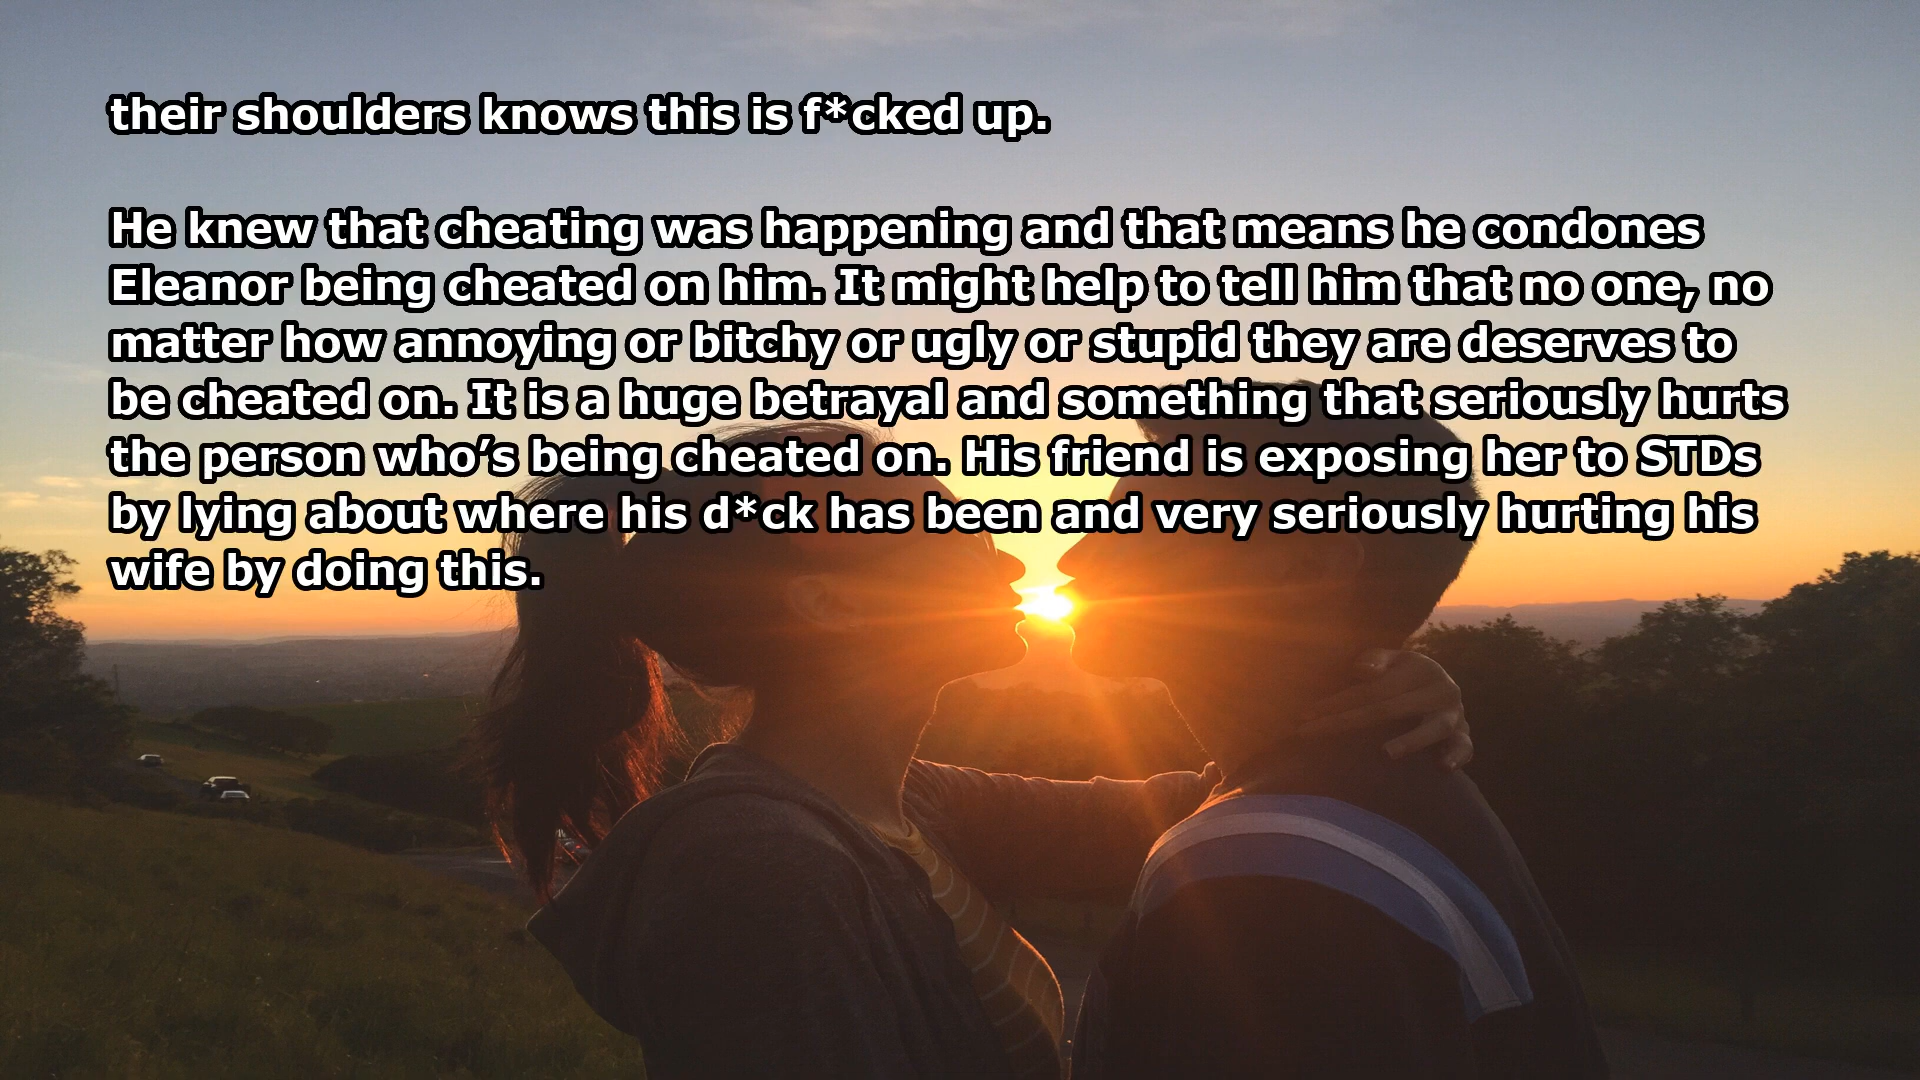 their shoulders knows this is f*cked up.
He knew that cheating was happening and that means he condones
Eleanor being cheated on him. It might help to tell him that no one, no
matter how annoying or bitchy or ugly or stupid they are deserves to
be cheated on. It is a huge betrayal and something that seriously hurts
the person who’s being cheated on. His friend is exposing her to STDs
by lying about where his d*ck has been and very seriously hurting his
wife by doing this.